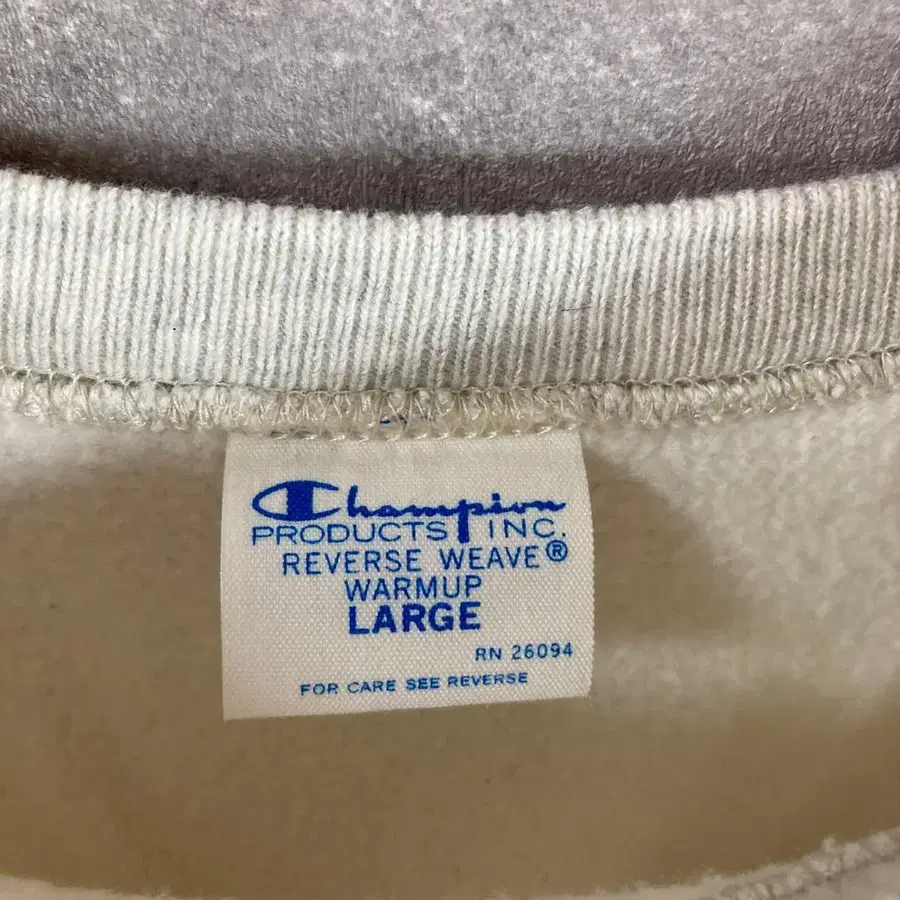 Champion
PRODUCTS INC.
REVERSE WEAVE®
WARMUP
LARGE
RN 26094
FOR CARE SEE REVERSE